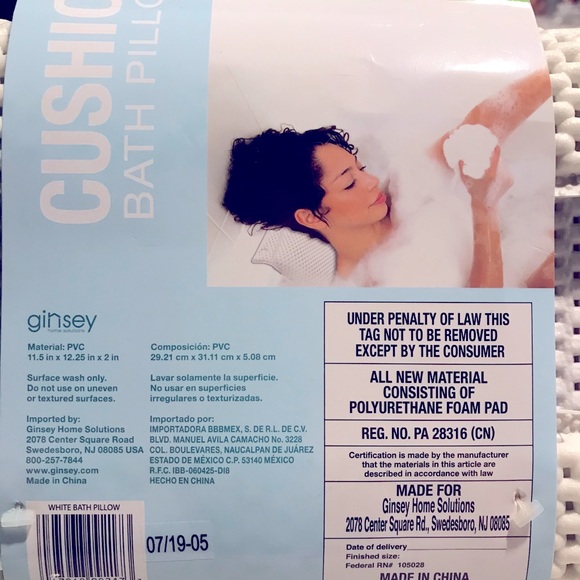 CUSHIO
BATH PILLO
ginsey
home solutions
Material: PVC
11.5 in x 12.25 in x 2 in
Surface wash only.
Do not use on uneven
or textured surfaces.
Imported by:
Ginsey Home Solutions
2078 Center Square Road
Swedesboro, NJ 08085 USA
800-257-7844
www.ginsey.com
Made in China
Composición: PVC
29.21 cm x 31.11 cm x 5.08 cm
Lavar solamente la superficie.
No usar en superficies
irregulares o texturizadas.
Importado por:
IMPORTADORA BBBMEX, S. DE R.L. DE C.V.
BLVD. MANUEL AVILA CAMACHO No. 3228
COL. BOULEVARES, NAUCALPAN DE JUÁREZ
ESTADO DE MÉXICO C.P. 53140 MÉXICO
R.F.C. IBB-060425-DI8
HECHO EN CHINA
UNDER PENALTY OF LAW THIS
TAG NOT TO BE REMOVED
EXCEPT BY THE CONSUMER
ALL NEW MATERIAL
CONSISTING OF
POLYURETHANE FOAM PAD
REG. NO. PA 28316 (CN)
Certification is made by the manufacturer
that the materials in this article are
described in accordance with law
MADE FOR
Ginsey Home Solutions
2078 Center Square Rd., Swedesboro, NJ 08085
Date of delivery
Finished size:
Federal RN# 105028
MADE IN CHINA
WHITE BATH PILLOW
07/19-05